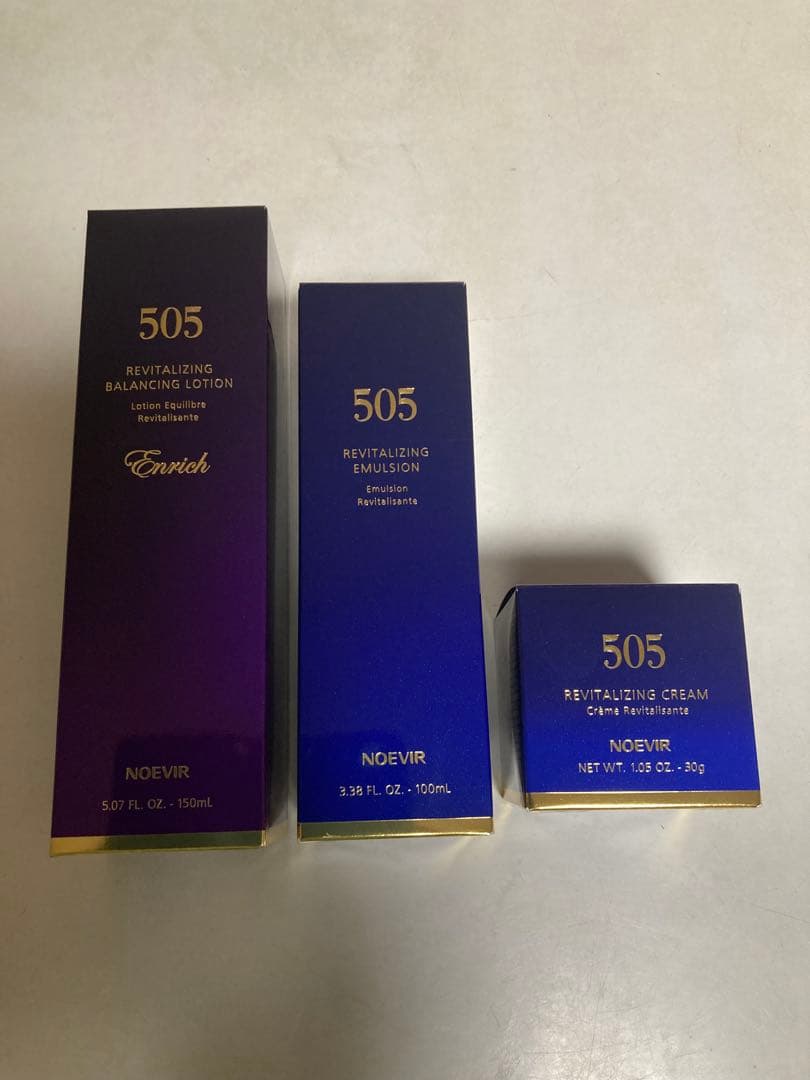 505
REVITALIZING
BALANCING LOTION
Lotion Equilibre
Revitalisante
Enrich
NOEVIR
5.07 FL. OZ. - 150mL
505
REVITALIZING
EMULSION
Emulsion
Revitalisante
NOEVIR
3.38 FL. OZ. - 100mL
505
REVITALIZING CREAM
Crème Revitalisante
NOEVIR
NET WT. 1.05 OZ. - 30g